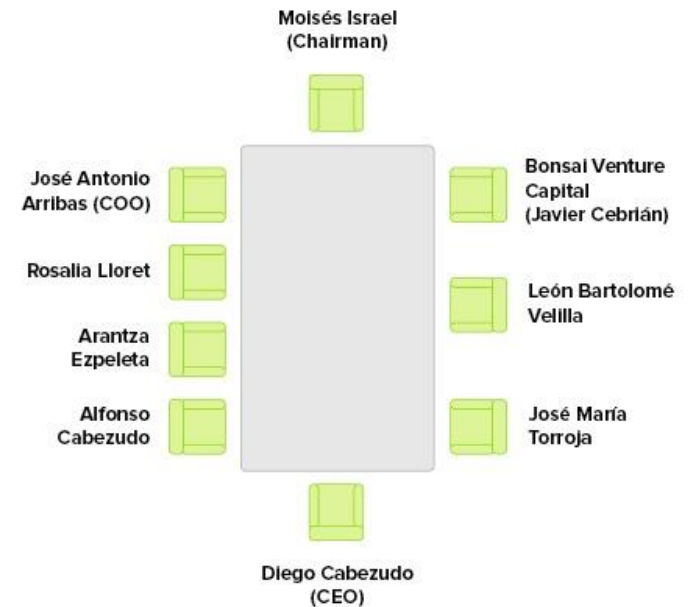 Moisés Israel
(Chairman)
José Antonio
Arribas (COO)
Rosalia Lloret
Arantza
Ezpeleta
Alfonso
Cabezudo
Bonsai Venture
Capital
(Javier Cebrián)
León Bartolomé
Velilla
José María
Torroja
Diego Cabezudo
(CEO)